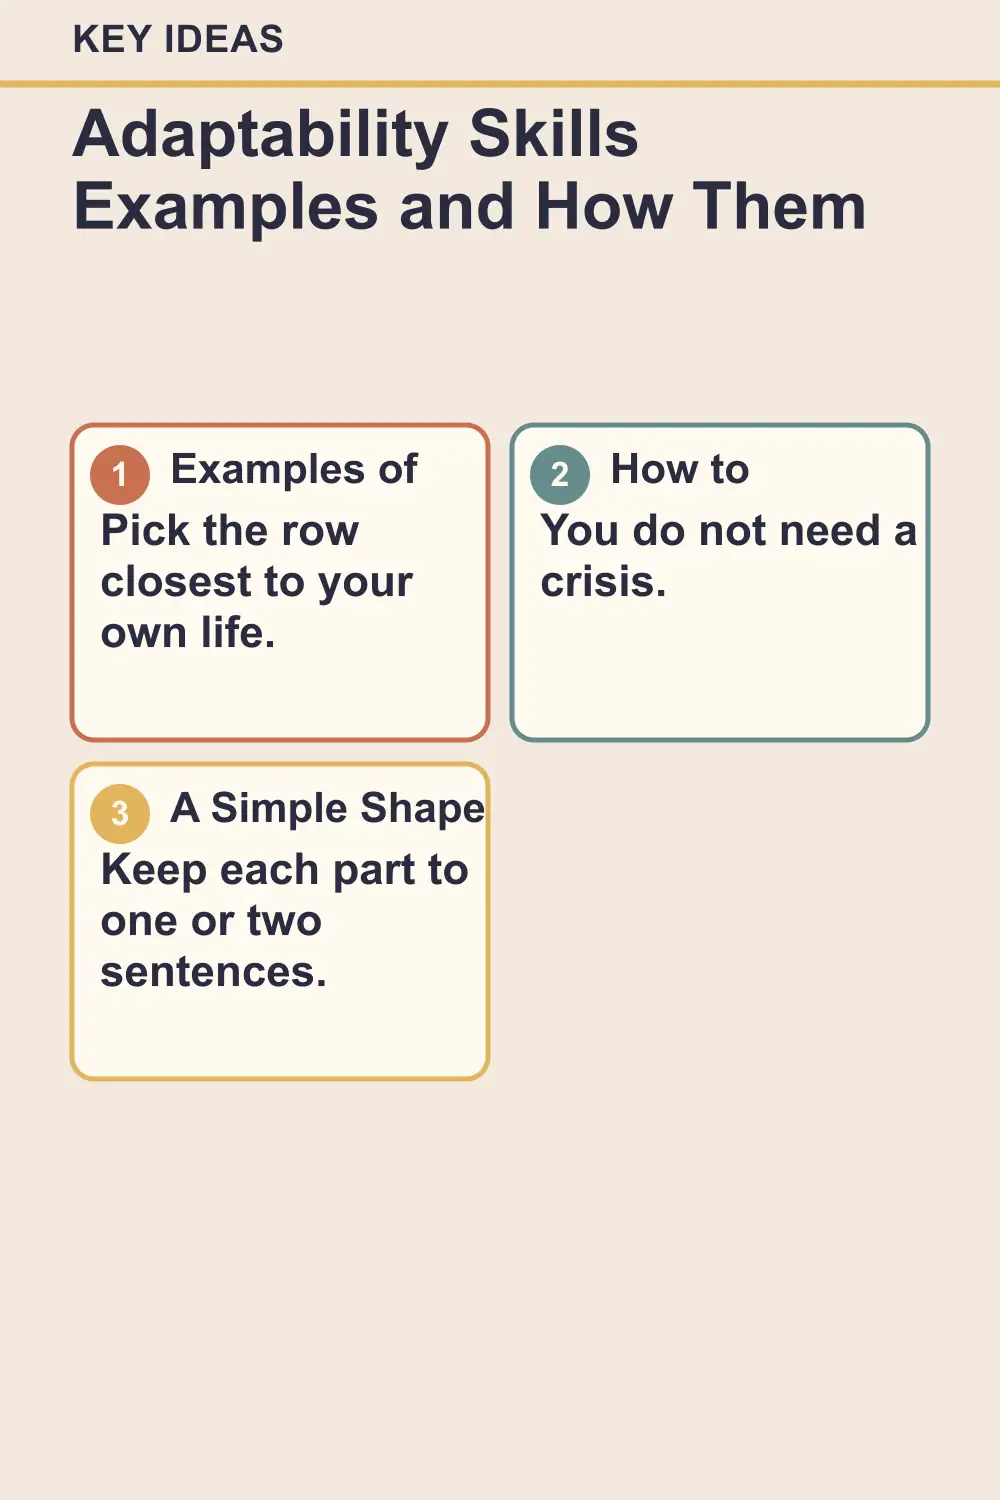 KEY IDEAS
Adaptability Skills
Examples and How Them
1 Examples of
Pick the row
closest to your
own life.
2 How to
You do not need a
crisis.
3 A Simple Shape
Keep each part to
one or two
sentences.